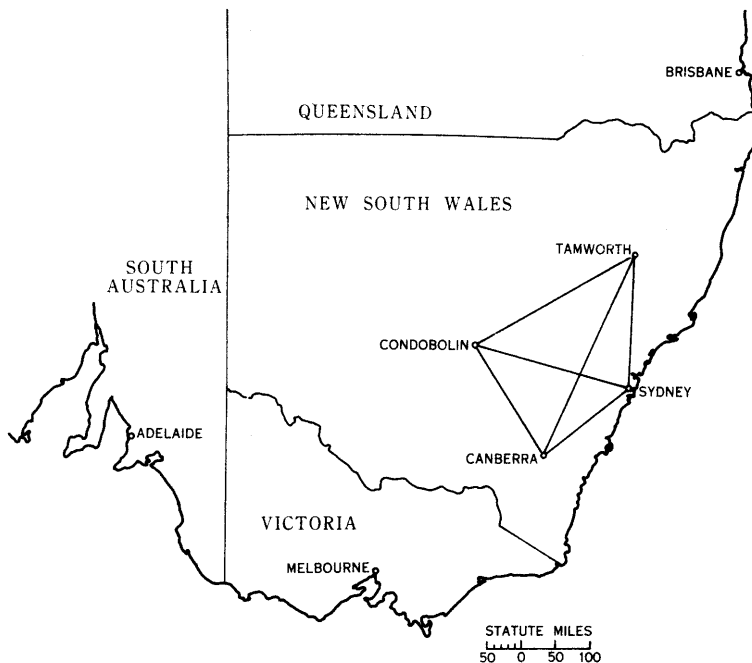 BRISBANE
QUEENSLAND
NEW SOUTH WALES
TAMWORTH
SOUTH
AUSTRALIA
CONDOBOLIN
SYDNEY
ADELAIDE
CANBERRA
VICTORIA
MELBOURNE
STATUTE MILES
50 0 50 100